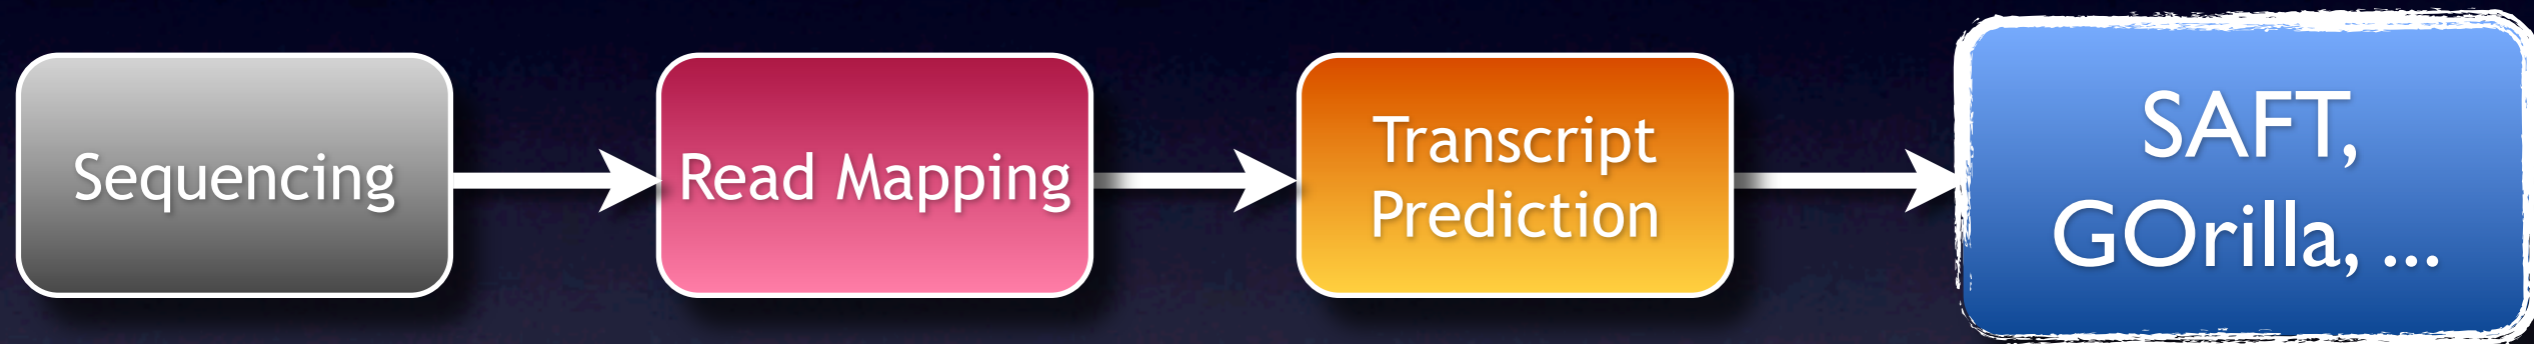 Sequencing
Read Mapping
Transcript
Prediction
SAFT,
GOrilla, ...